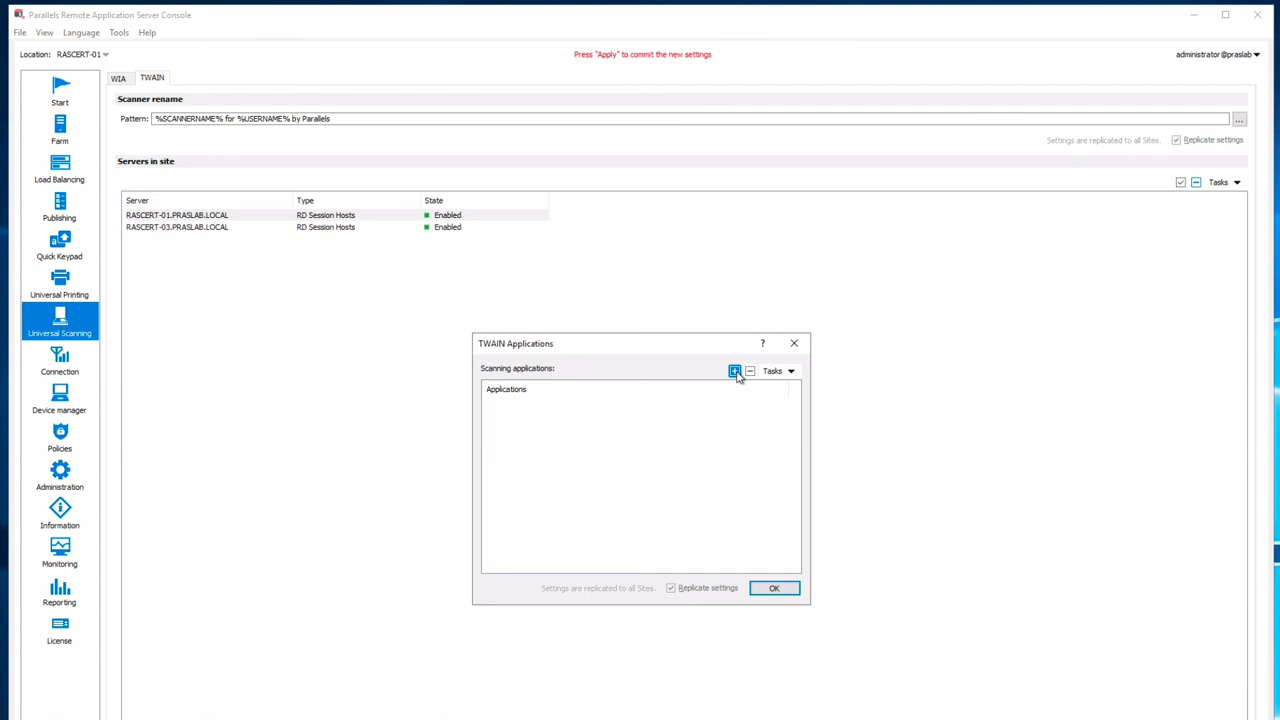 Parallels Remote Application Server Console
File View Language Tools Help
Location: RASCERT-01
Press "Apply" to commit the new settings
administrator@praslab
Start
Farm
Load Balancing
Publishing
Quick Keypad
Universal Printing
Universal Scanning
Connection
Device manager
Policies
Administration
Information
Monitoring
Reporting
License
WIA TWAIN
Scanner rename
Pattern: %SCANNERNAME% for %USERNAME% by Parallels ...
Settings are replicated to all Sites. Replicate settings
Servers in site
Tasks
Server Type State
RASCERT-01.PRASLAB.LOCAL RD Session Hosts Enabled
RASCERT-03.PRASLAB.LOCAL RD Session Hosts Enabled
TWAIN Applications ?
Scanning applications: Tasks
Applications
Settings are replicated to all Sites. Replicate settings OK